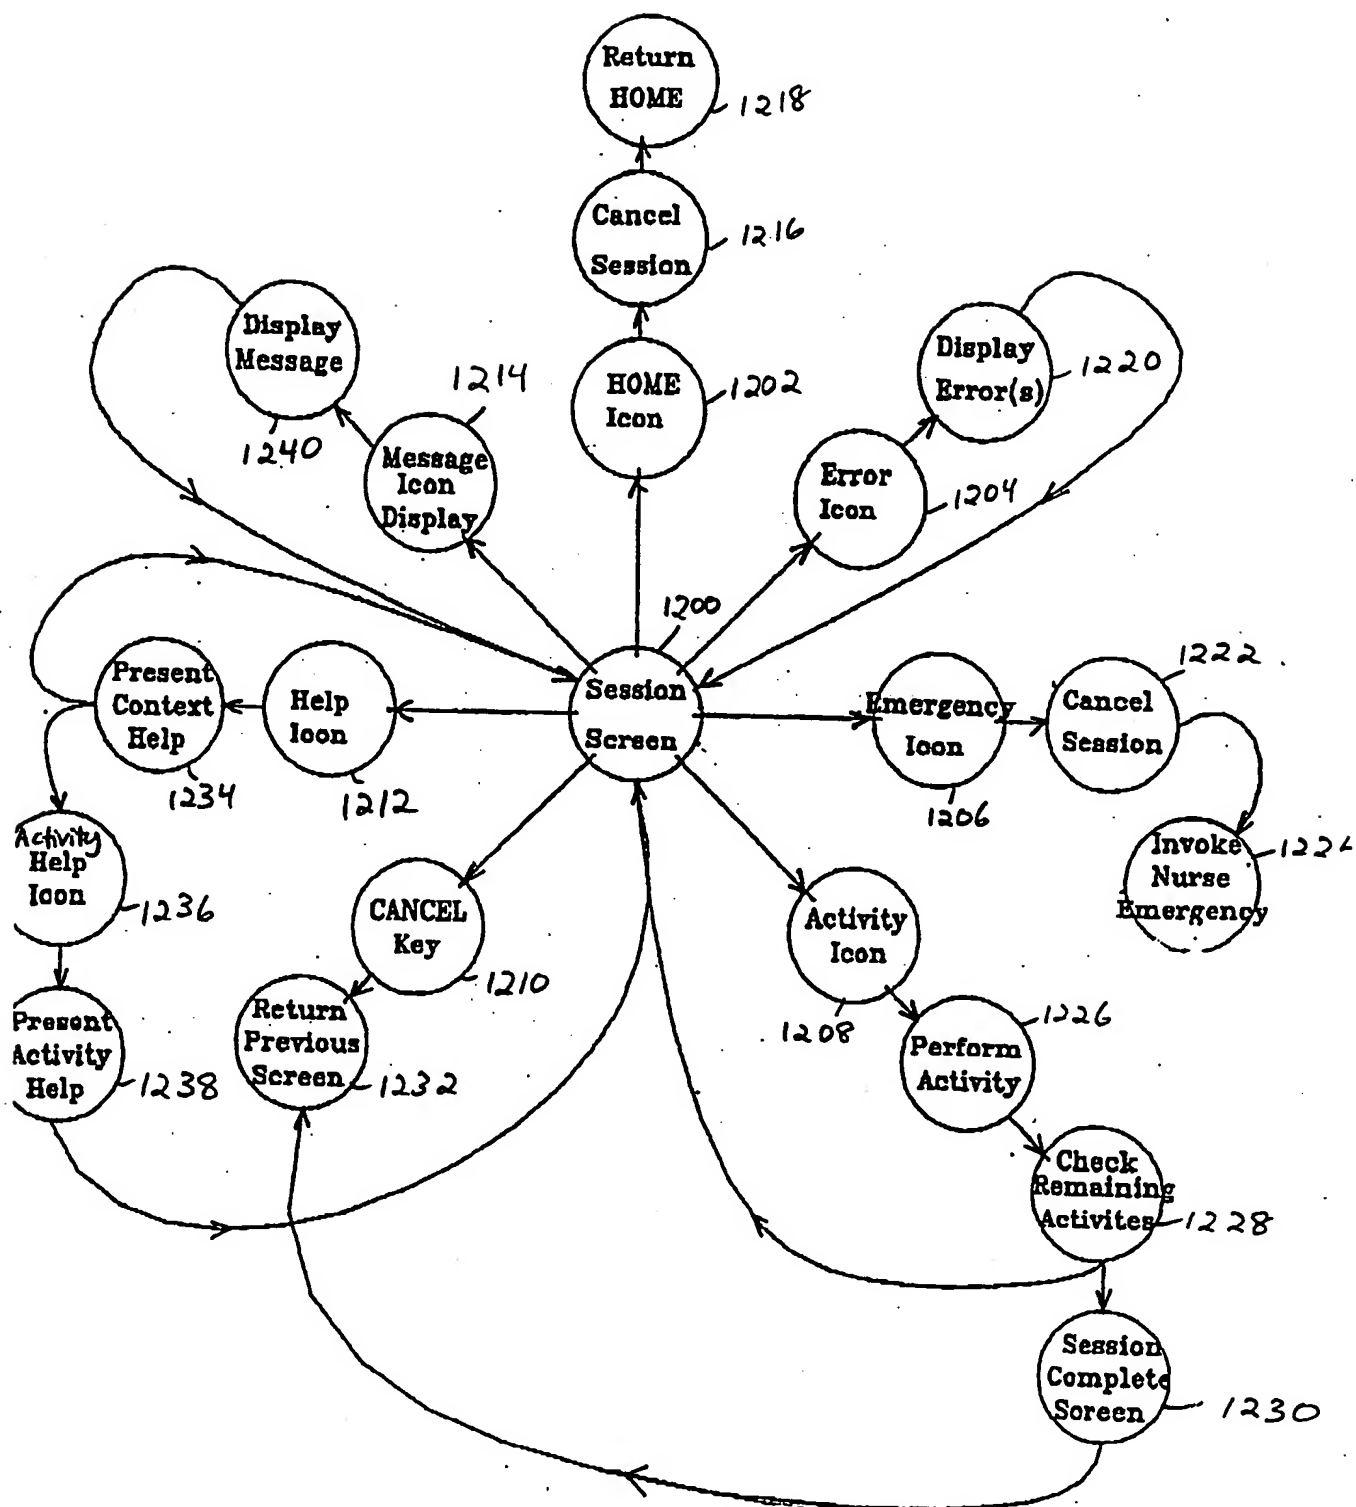 Return
HOME
1218
Cancel
Session
1216
Display
Message
1240
1214
Message
Icon
Display
HOME
Icon
1202
Display
Error(s)
1220
Error
Icon
1204
1200
Session
Screen
Present
Context
Help
1234
Help
Icon
1212
Emergency
Icon
1206
1222
Cancel
Session
Invoke
Nurse
Emergency
Activity
Help
Icon
1236
CANCEL
Key
1210
Activity
Icon
1208
Return
Previous
Screen
1232
Present
Activity
Help
1238
1226
Perform
Activity
Check
Remaining
Activites
1228
Session
Complete
Soreen
1230